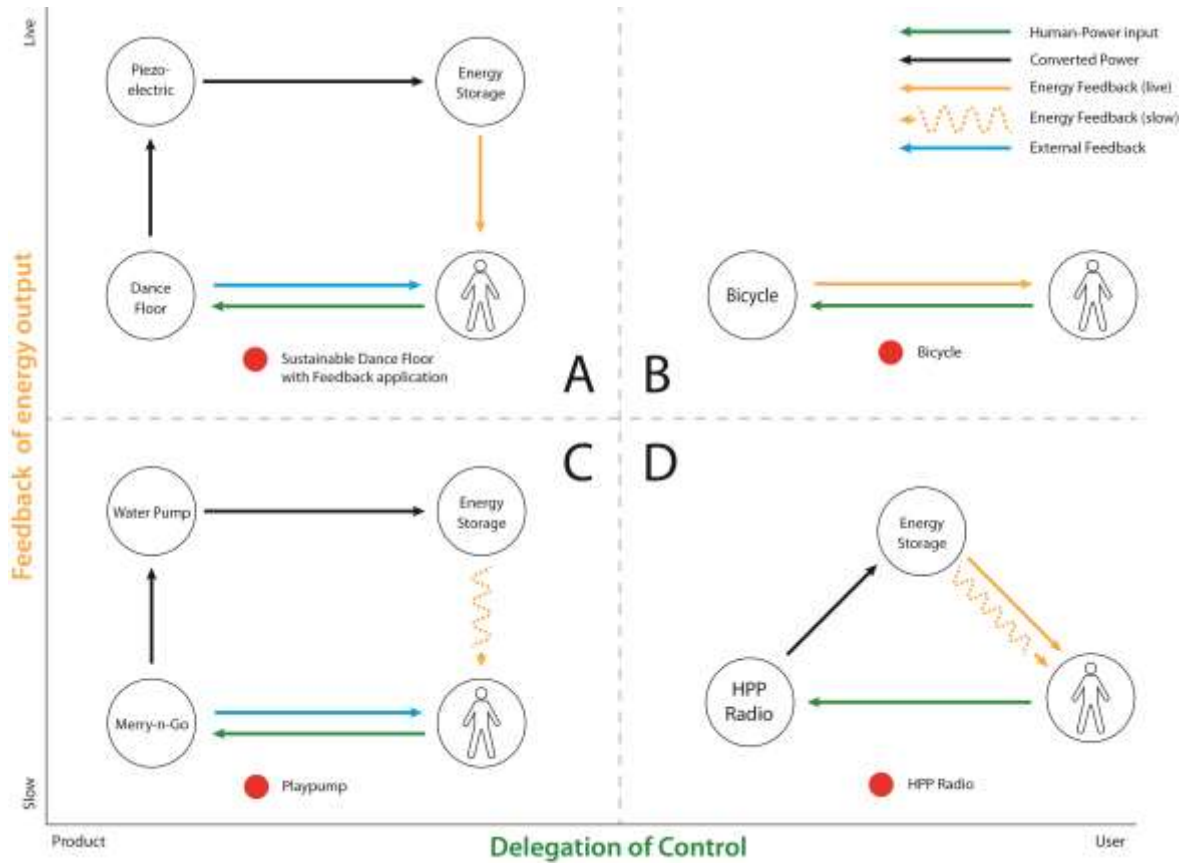 Live
Piezo-
electric
Energy
Storage
Dance
Floor
Sustainable Dance Floor
with Feedback application
A
Human-Power input
Converted Power
Energy Feedback (live)
Energy Feedback (slow)
External Feedback
Bicycle
Bicycle
B
Feedback of energy output
C
Water Pump
Energy
Storage
Merry-n-Go
Playpump
D
Energy
Storage
HPP
Radio
HPP Radio
Slow
Product
Delegation of Control
User